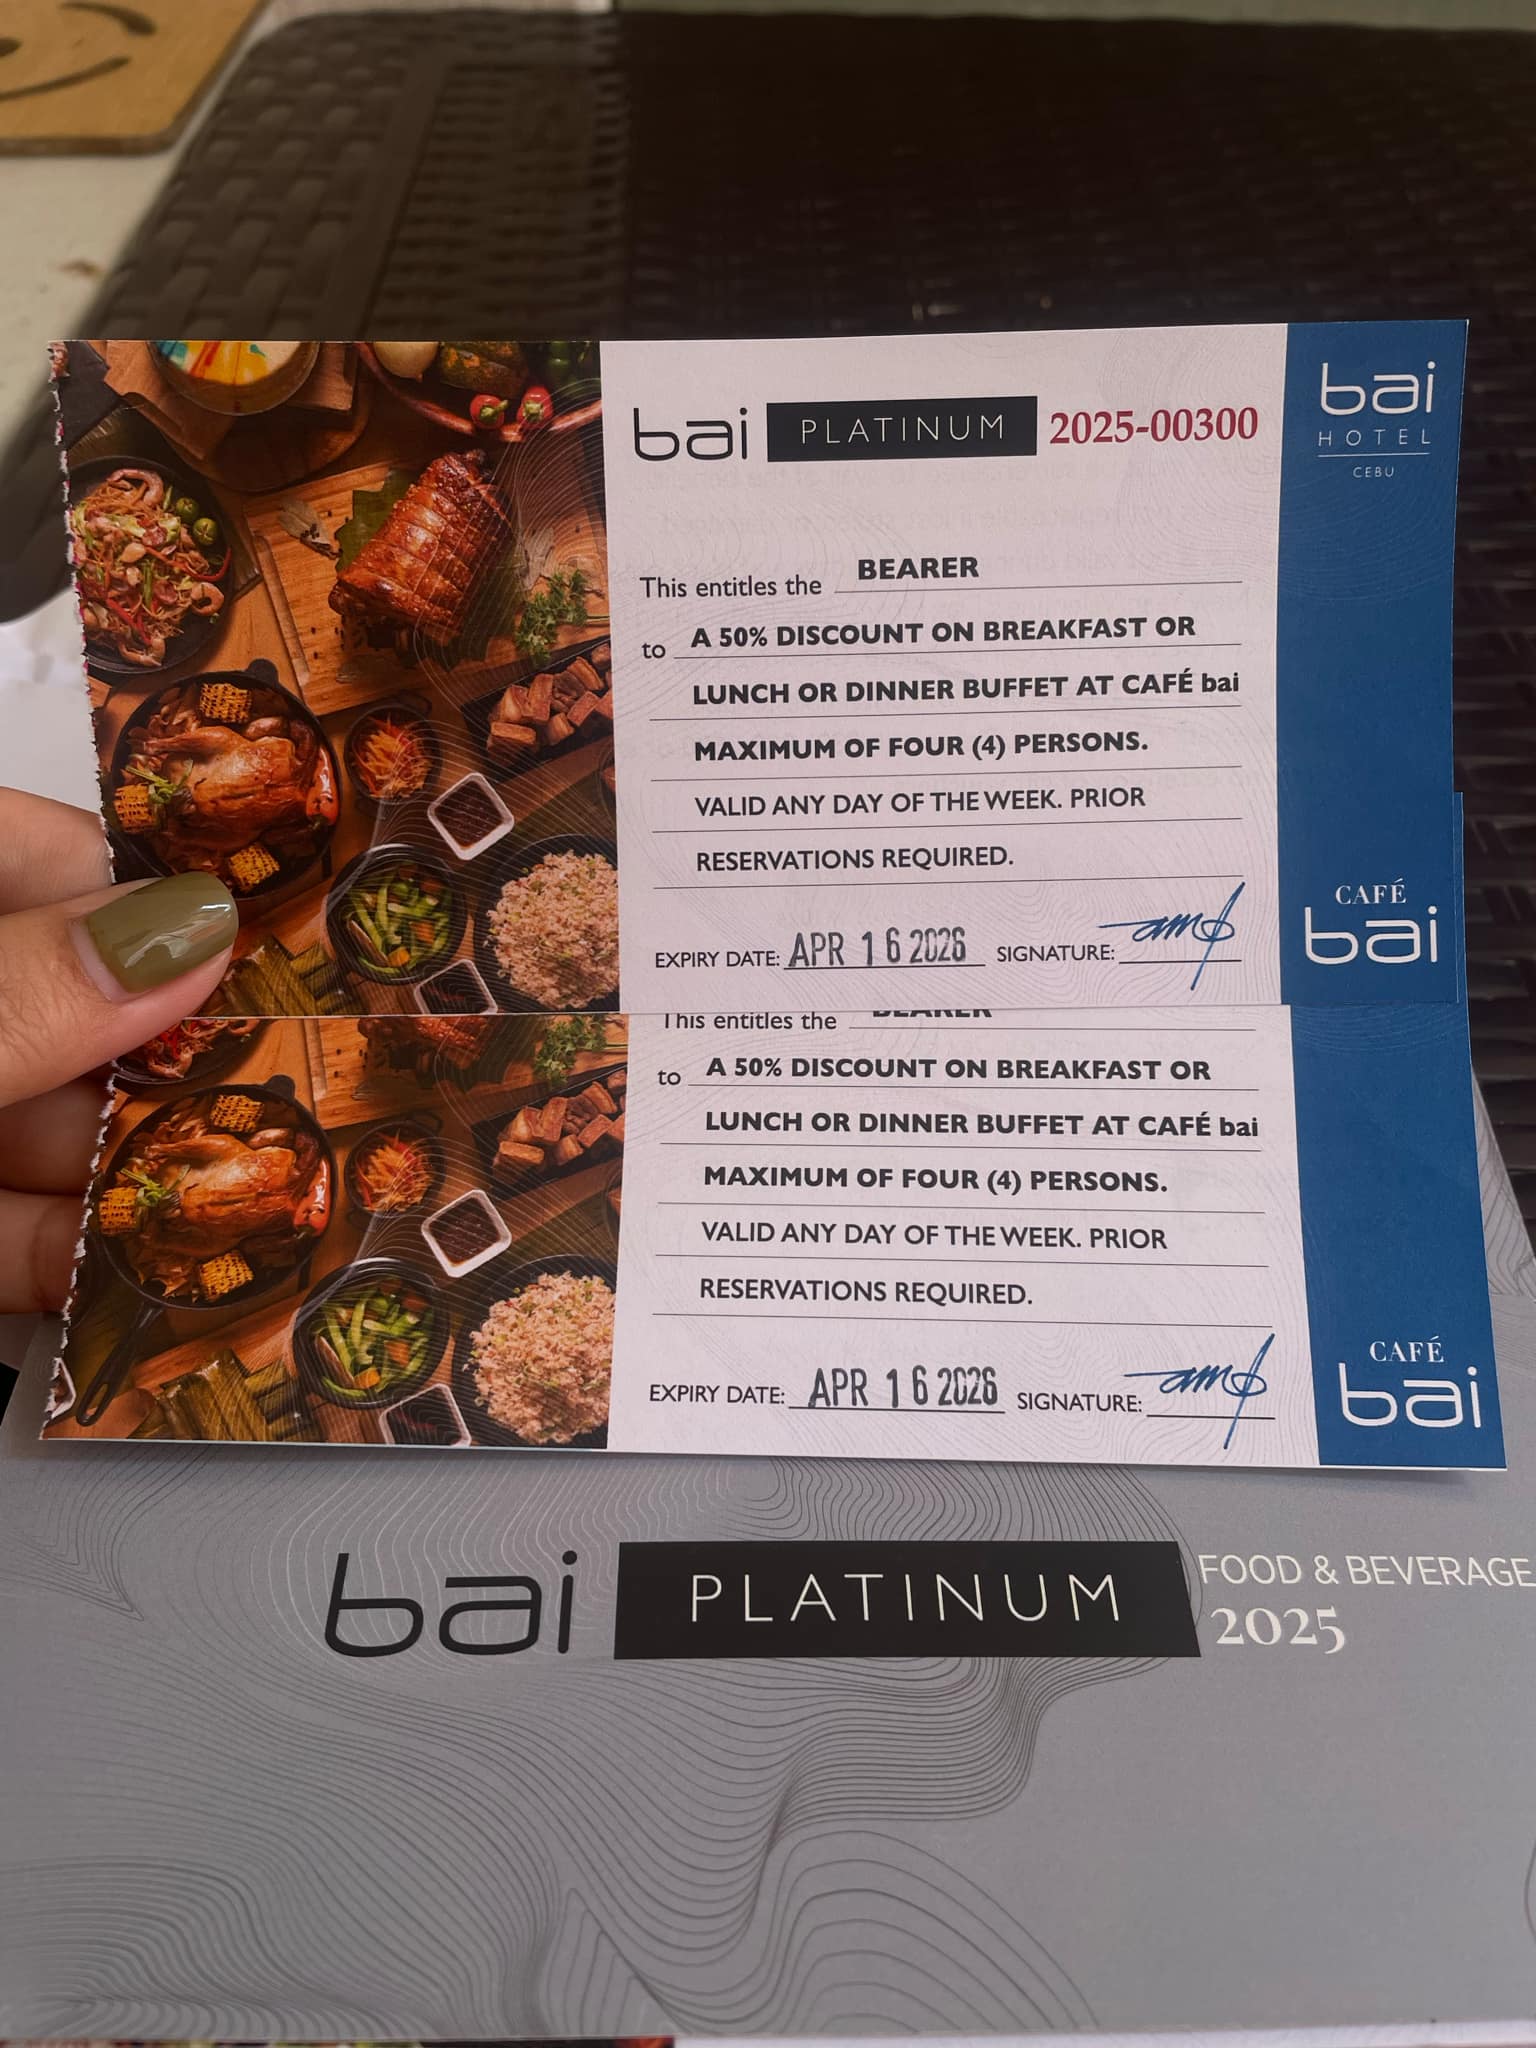 bai PLATINUM 2025-00300
bai
HOTEL
CEBU
This entitles the BEARER
to A 50% DISCOUNT ON BREAKFAST OR
LUNCH OR DINNER BUFFET AT CAFÉ bai
MAXIMUM OF FOUR (4) PERSONS.
VALID ANY DAY OF THE WEEK. PRIOR
RESERVATIONS REQUIRED.
EXPIRY DATE: APR 16 2026 SIGNATURE:
CAFÉ
bai
This entitles the BEARER
to A 50% DISCOUNT ON BREAKFAST OR
LUNCH OR DINNER BUFFET AT CAFÉ bai
MAXIMUM OF FOUR (4) PERSONS.
VALID ANY DAY OF THE WEEK. PRIOR
RESERVATIONS REQUIRED.
EXPIRY DATE: APR 16 2026 SIGNATURE:
CAFÉ
bai
bai PLATINUM FOOD & BEVERAGE
2025